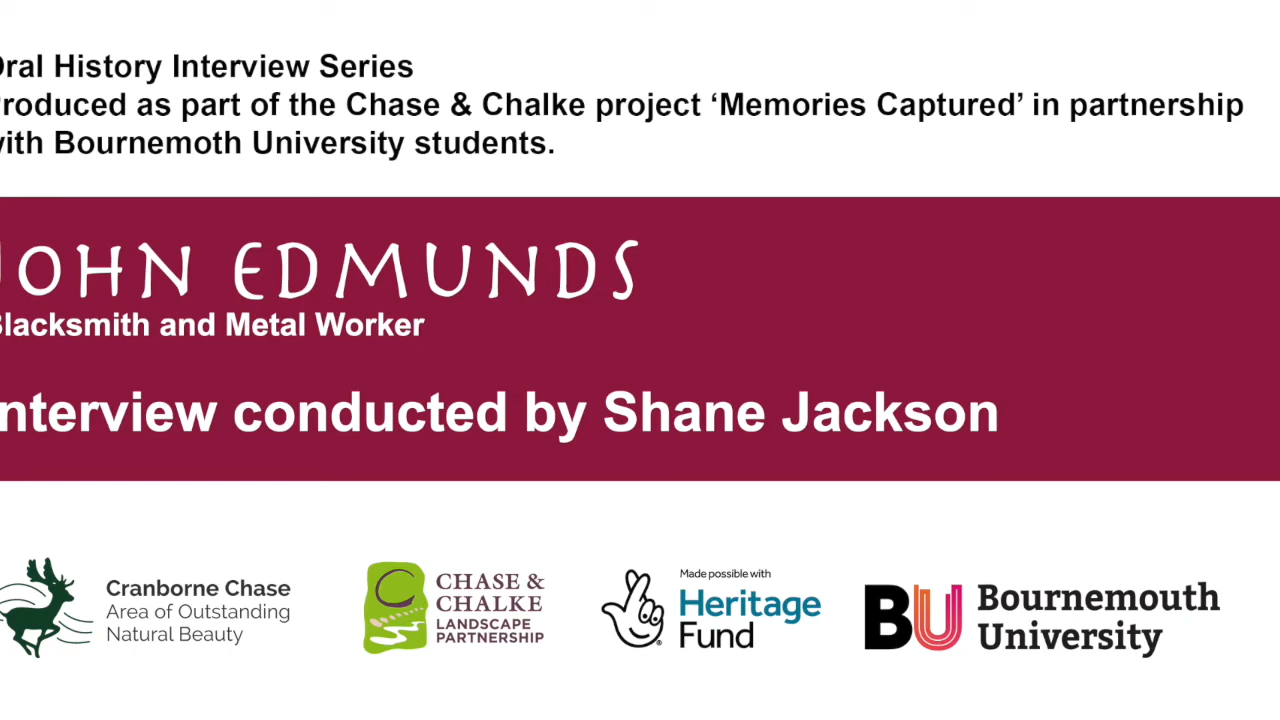 Oral History Interview Series
Produced as part of the Chase & Chalke project ‘Memories Captured’ in partnership
with Bournemoth University students.
JOHN EDMUNDS
Blacksmith and Metal Worker
Interview conducted by Shane Jackson
Cranborne Chase
Area of Outstanding
Natural Beauty
C
CHASE &
CHALKE
LANDSCAPE
PARTNERSHIP
Made possible with
Heritage
Fund
BU
Bournemouth
University